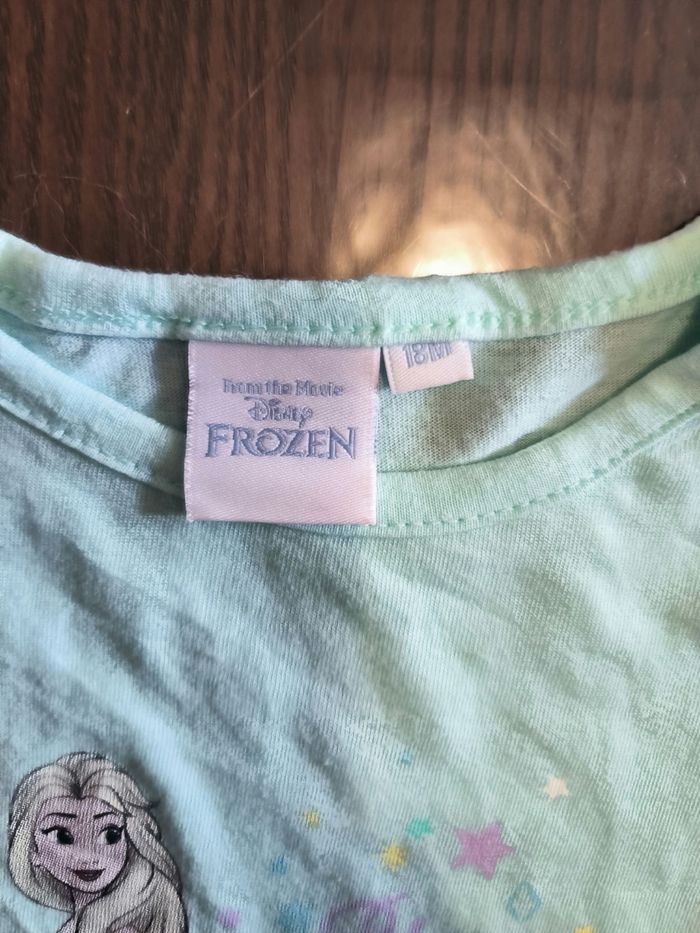 From the Movie
Disney
FROZEN
18M